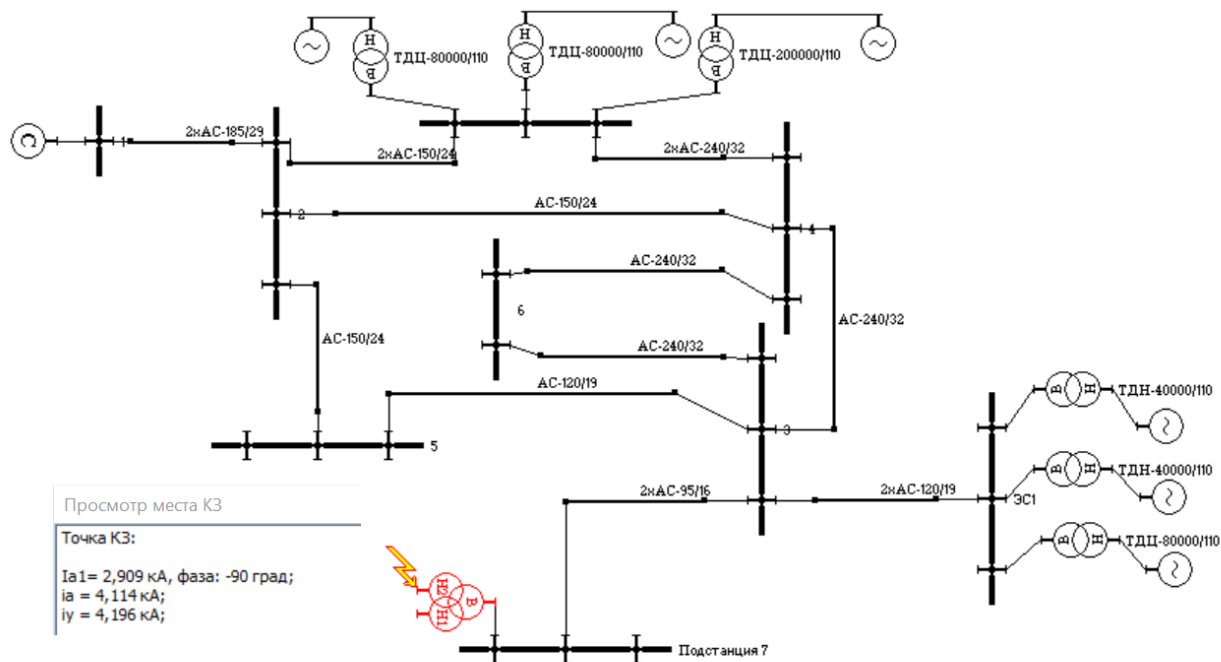 Н
В
ТДЦ-80000/110
Н
В
ТДЦ-80000/110
Н
В
ТДЦ-200000/110
С
1
2хАС-185/29
2хАС-150/24
2хАС-240/32
2
АС-150/24
4
АС-240/32
6
АС-240/32
АС-150/24
АС-240/32
АС-120/19
3
5
В
Н
ТДН-40000/110
В
Н
ТДН-40000/110
2хАС-95/16
2хАС-120/19
ЭС1
В
Н
ТДЦ-80000/110
Просмотр места КЗ
Точка КЗ:
Ia1= 2,909 кА, фаза: -90 град;
ia = 4,114 кА;
iy = 4,196 кА;
Н2
В
Н1
Подстанция 7